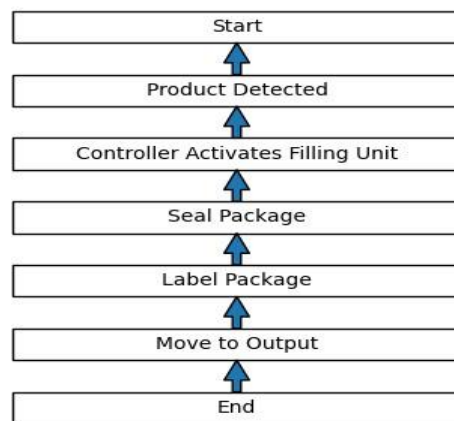 Start
Product Detected
Controller Activates Filling Unit
Seal Package
Label Package
Move to Output
End